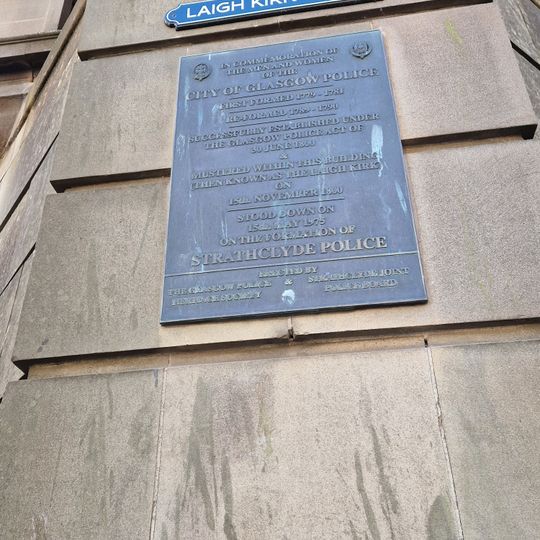 LAIGH KIRK
IN COMMEMORATION OF
THE MEN AND WOMEN
OF THE
CITY OF GLASGOW POLICE
FIRST FORMED 1779 - 1781
RE-FORMED 1789 - 1790
SUCCESSFULLY ESTABLISHED UNDER
THE GLASGOW POLICE ACT OF
30 JUNE 1800
&
MUSTERED WITHIN THIS BUILDING
(THEN KNOWN AS THE LAIGH KIRK)
ON
15th NOVEMBER 1800
STOOD DOWN ON
15th MAY 1975
ON THE FORMATION OF
STRATHCLYDE POLICE
ERECTED BY
THE GLASGOW POLICE & STRATHCLYDE JOINT
HERITAGE SOCIETY POLICE BOARD